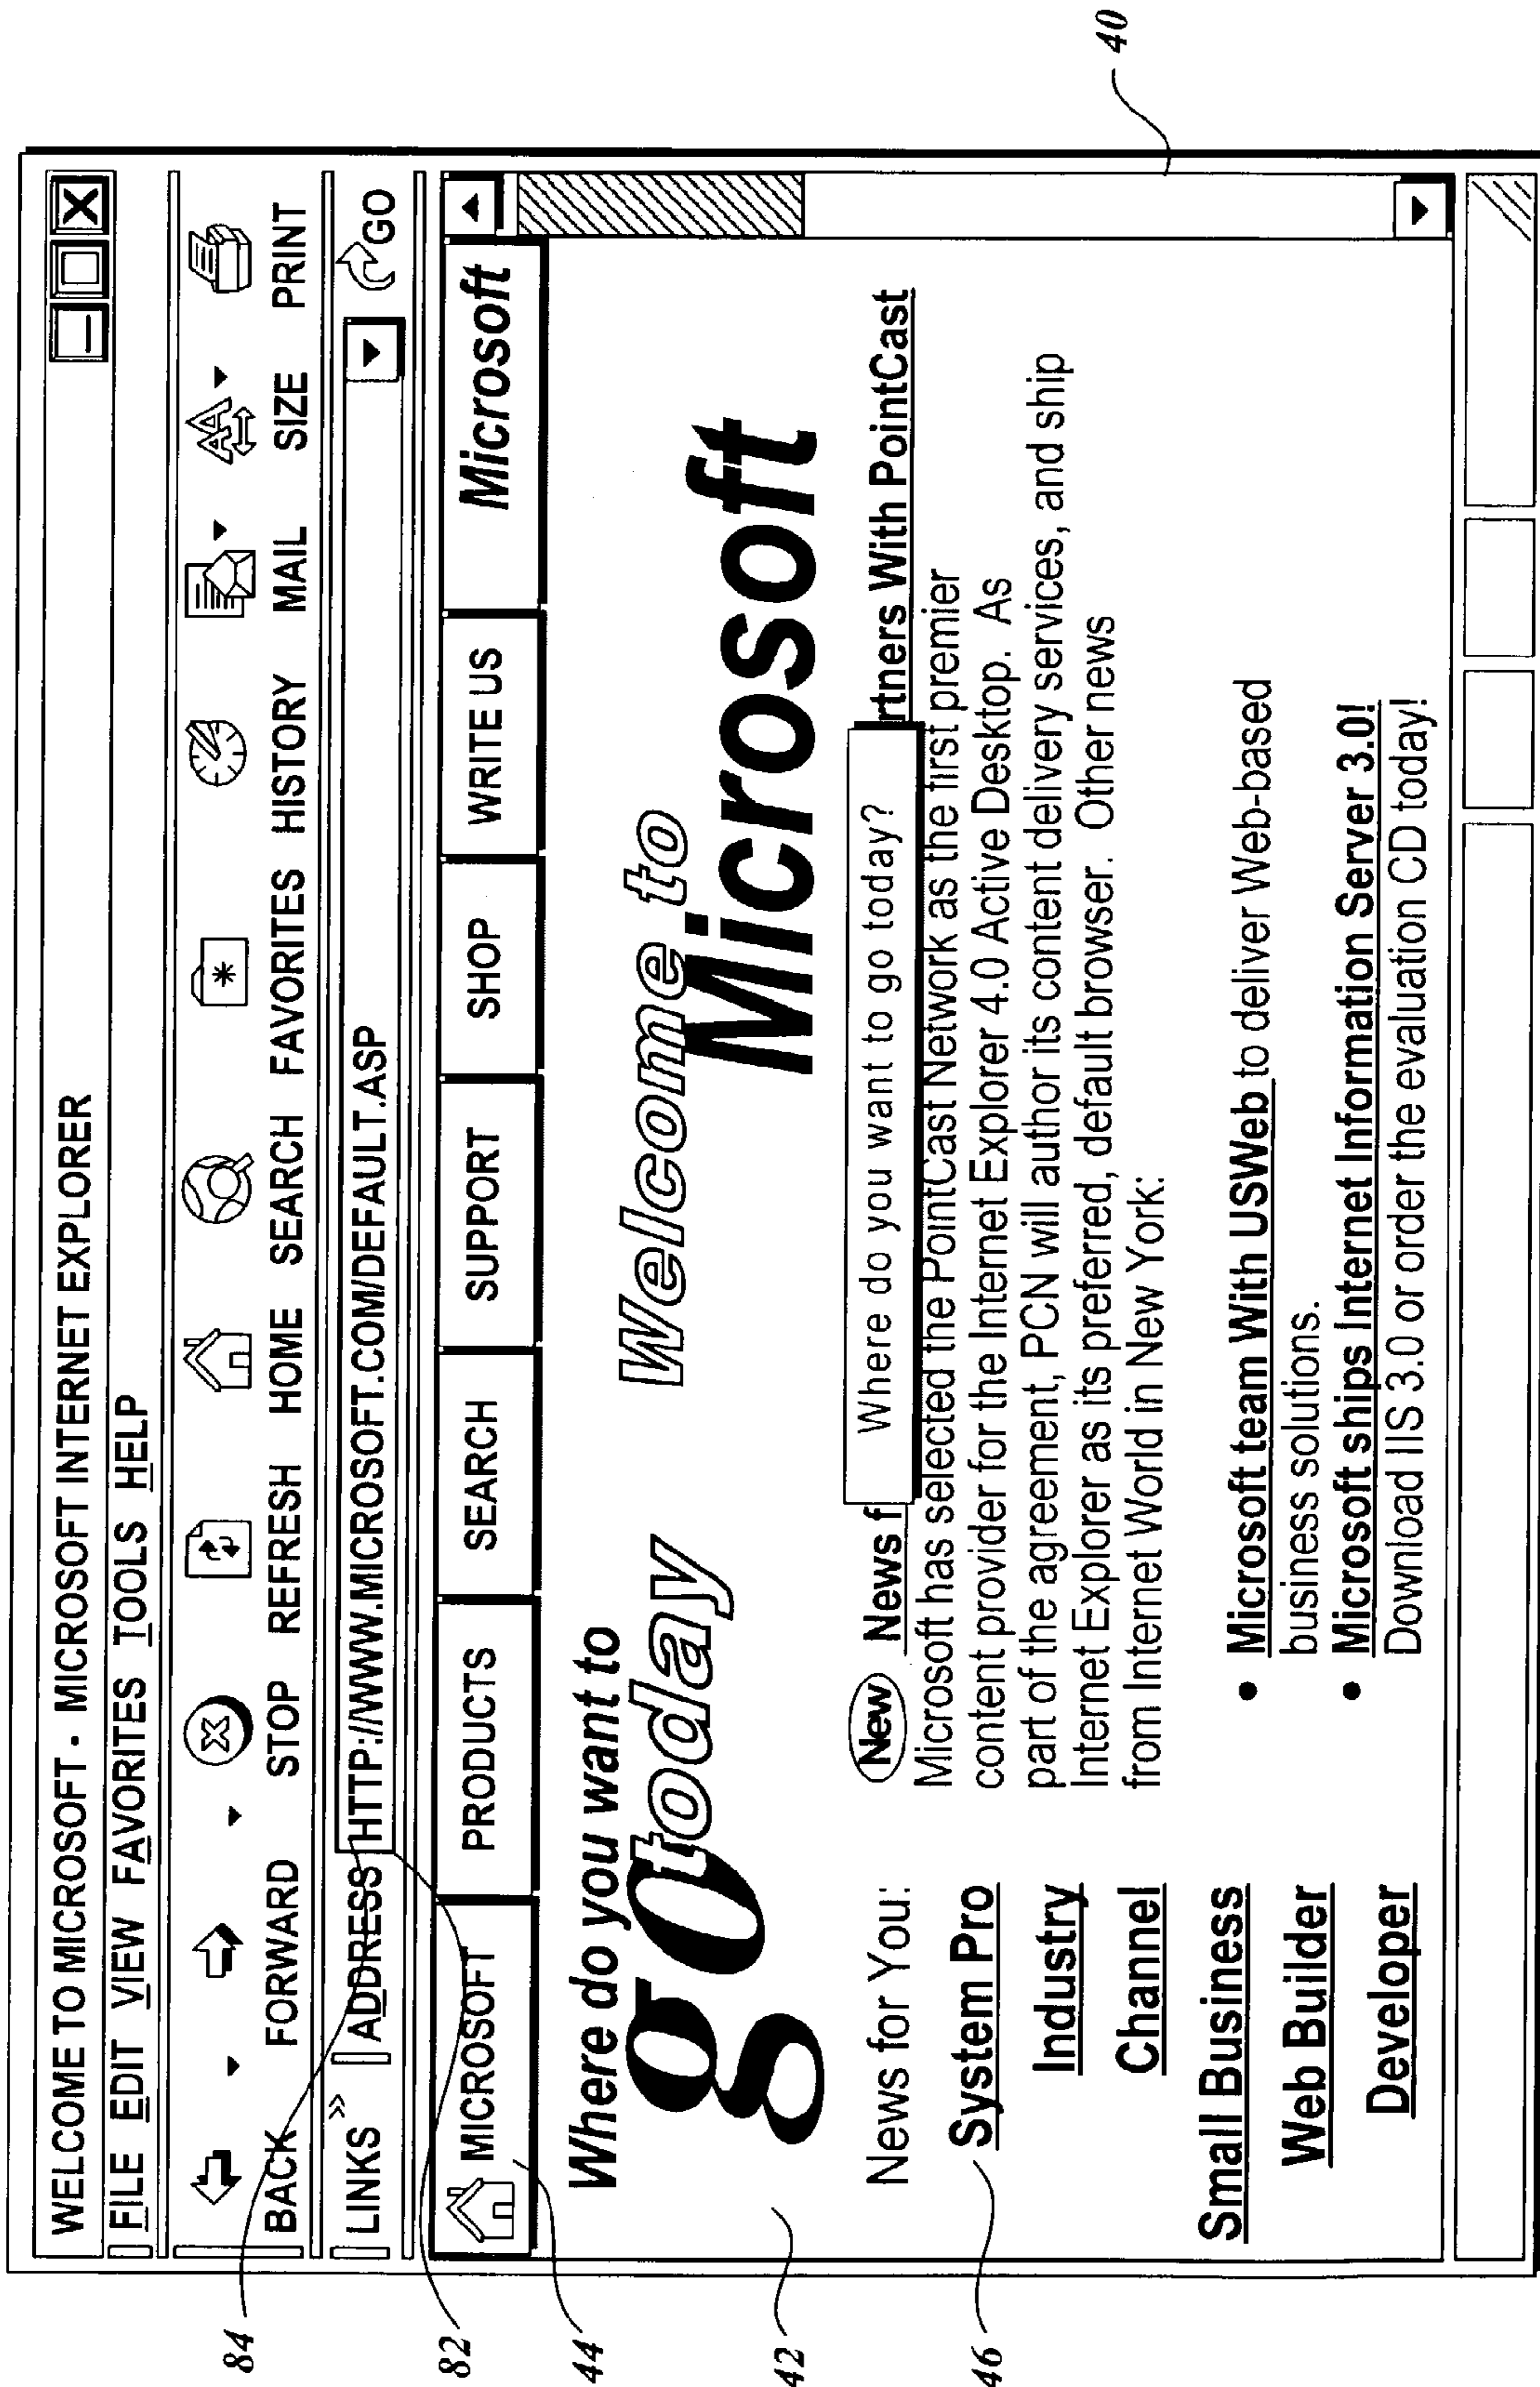 WELCOME TO MICROSOFT - MICROSOFT INTERNET EXPLORER
FILE EDIT VIEW FAVORITES TOOLS HELP
BACK FORWARD STOP REFRESH HOME SEARCH FAVORITES HISTORY MAIL SIZE PRINT
LINKS » ADDRESS HTTP://WWW.MICROSOFT.COM/DEFAULT.ASP GO
MICROSOFT PRODUCTS SEARCH SUPPORT SHOP WRITE US Microsoft
Where do you want to
go today
Welcome to
Microsoft
News for You:
System Pro
Industry
Channel
Small Business
Web Builder
Developer
New News f
Where do you want to go today?
rtners With PointCast
Microsoft has selected the PointCast Network as the first premier
content provider for the Internet Explorer 4.0 Active Desktop. As
part of the agreement, PCN will author its content delivery services, and ship
Internet Explorer as its preferred, default browser. Other news
from Internet World in New York:
• Microsoft team With USWeb to deliver Web-based
business solutions.
• Microsoft ships Internet Information Server 3.0!
Download IIS 3.0 or order the evaluation CD today!
84
82
44
42
46
40